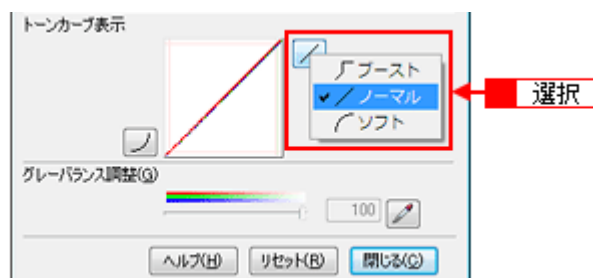 トーンカーブ表示
ブースト
ノーマル
ソフト
選択
グレーバランス調整(G)
100
ヘルプ(H) リセット(R) 閉じる(C)